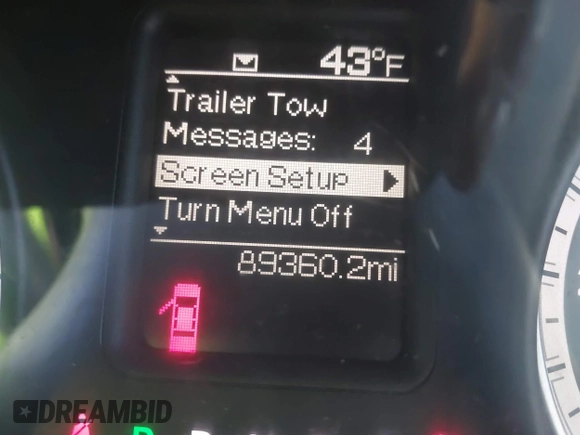 43°F
Trailer Tow
Messages: 4
Screen Setup
Turn Menu Off
89360.2mi
DREAMBID